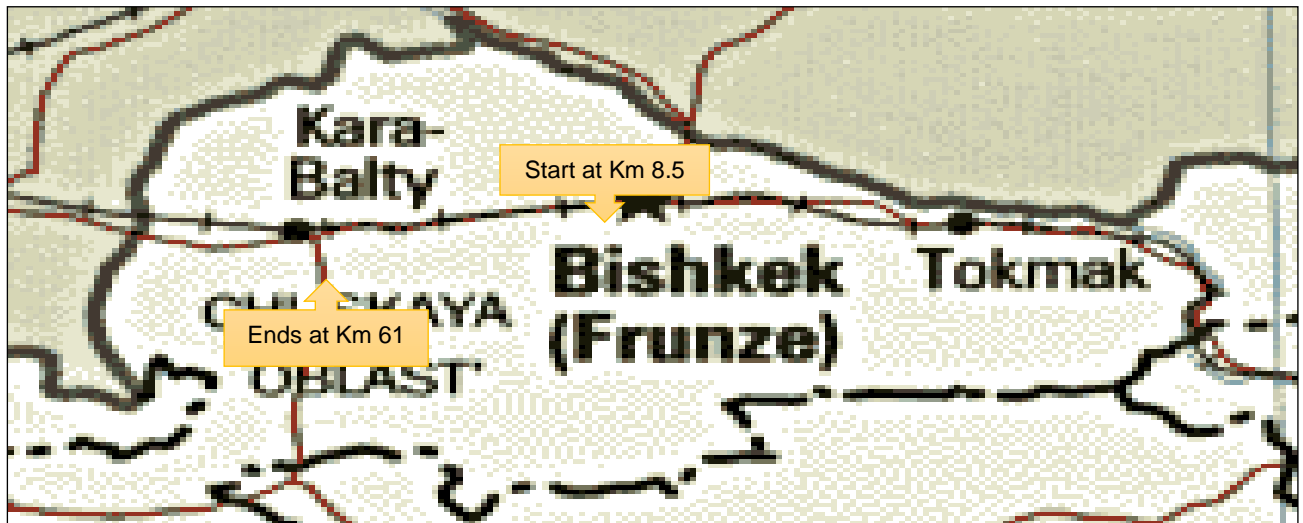 Kara-
Balty
Start at Km 8.5
Bishkek
(Frunze)
Tokmak
Ends at Km 61
OBLAST'